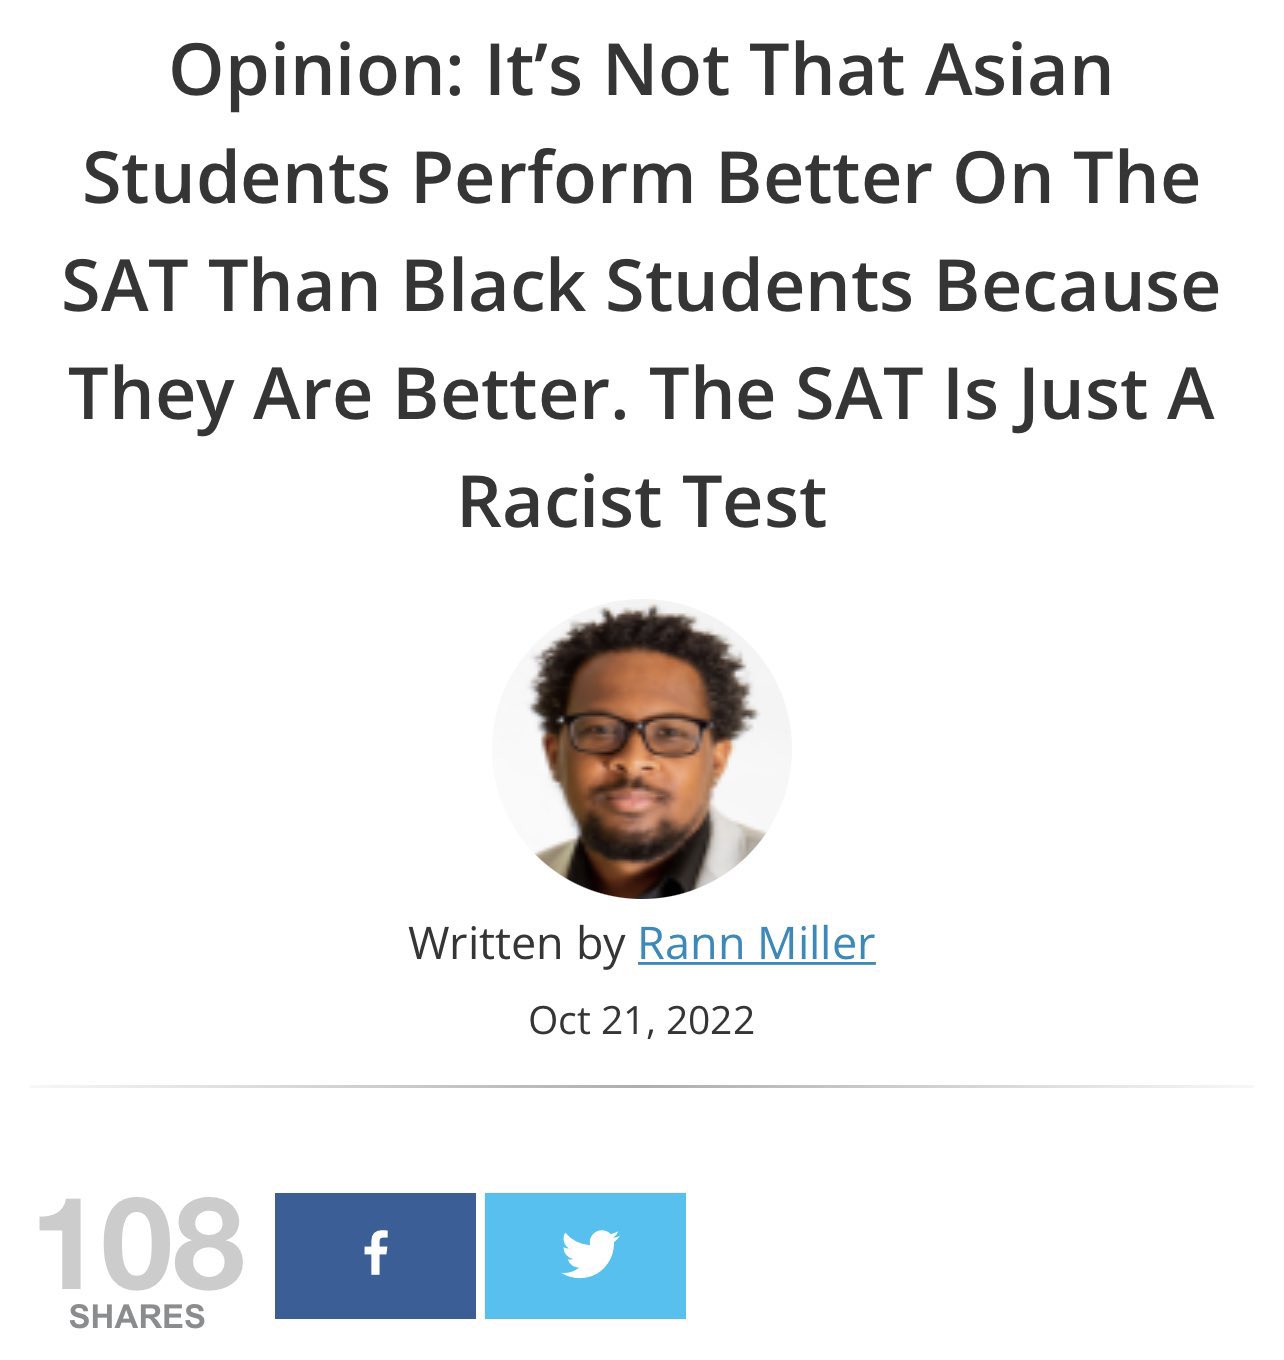 Opinion: It’s Not That Asian
Students Perform Better On The
SAT Than Black Students Because
They Are Better. The SAT Is Just A
Racist Test
Written by Rann Miller
Oct 21, 2022
108
SHARES